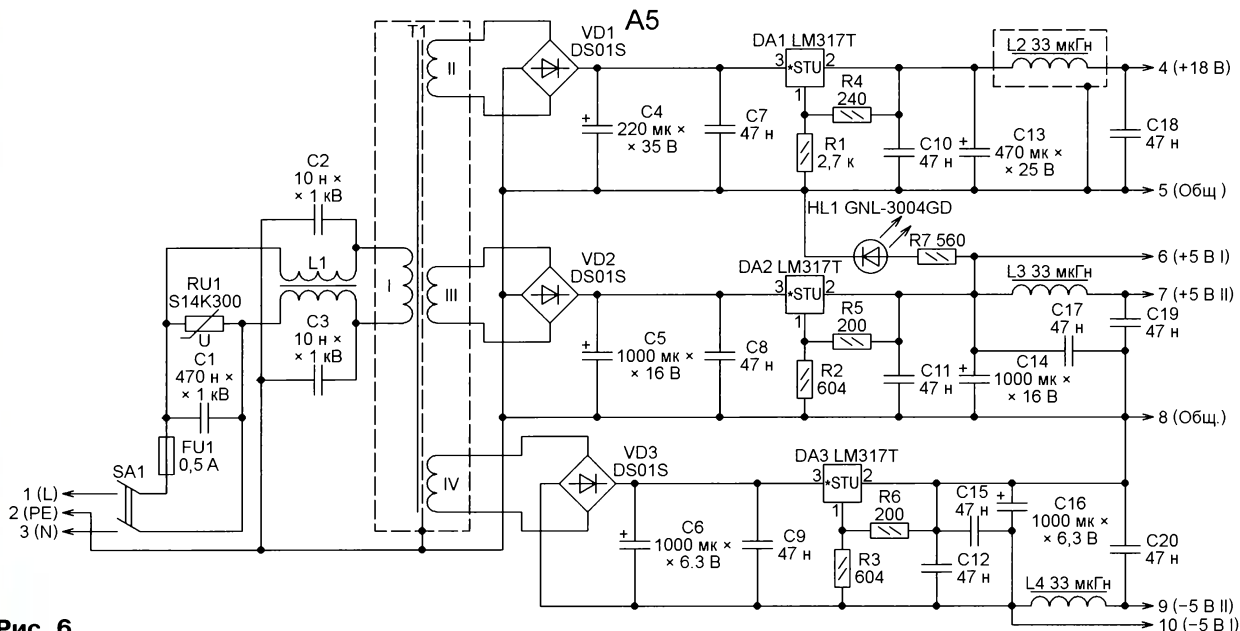 A5
T1
II
VD1
DS01S
DA1 LM317T
3
*STU
2
1
L2 33 мкГн
4 (+18 В)
R4
240
C4
220 мк ×
× 35 В
+
C7
47 н
R1
2,7 к
C10
47 н
+
C13
470 мк ×
× 25 В
C18
47 н
C2
10 н ×
× 1 кВ
5 (Общ )
HL1 GNL-3004GD
R7 560
6 (+5 В I)
L1
I
III
VD2
DS01S
DA2 LM317T
3
*STU
2
1
L3 33 мкГн
7 (+5 В II)
RU1
S14K300
U
C3
10 н ×
× 1 кВ
R5
200
C17
47 н
C19
47 н
C1
470 н ×
× 1 кВ
+
C5
1000 мк ×
× 16 В
C8
47 н
R2
604
C11
47 н
+
C14
1000 мк ×
× 16 В
8 (Общ.)
FU1
0,5 А
SA1
IV
VD3
DS01S
DA3 LM317T
3
*STU
2
1
1 (L)
2 (PE)
3 (N)
R6
200
C15
47 н
+
C16
1000 мк ×
× 6,3 В
+
C6
1000 мк ×
× 6.3 В
C9
47 н
R3
604
C12
47 н
C20
47 н
L4 33 мкГн
9 (−5 В II)
10 (−5 В I)
Рис. 6